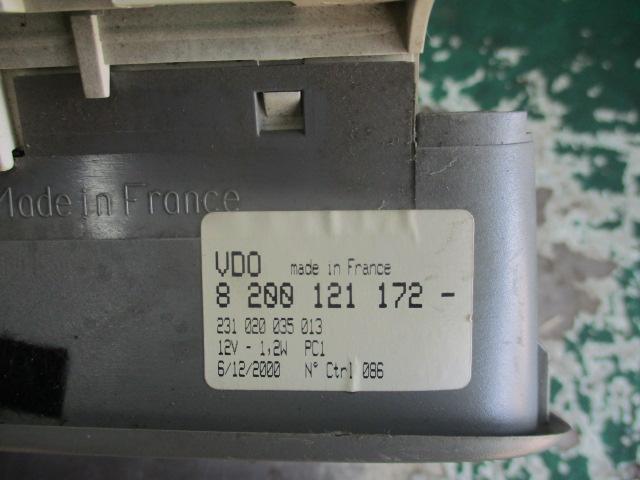 Made in France
VDO made in France
8 200 121 172 -
231 020 035 013
12V - 1,2W PC1
6/12/2000 N° Ctrl 086